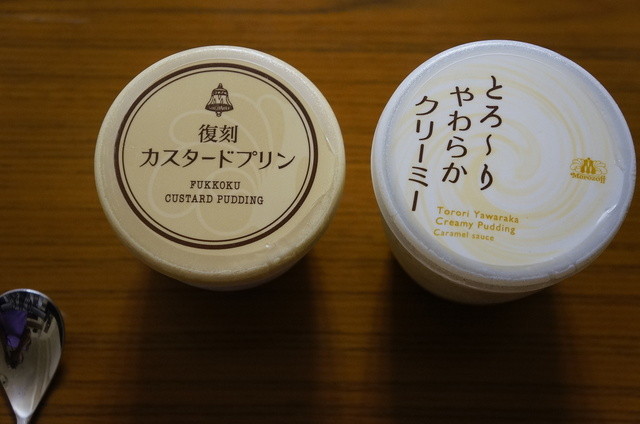 復刻
カスタードプリン
FUKKOKU
CUSTARD PUDDING
とろ～り
やわらか
クリーミー
Torori Yawaraka
Creamy Pudding
Caramel sauce
Morozoff